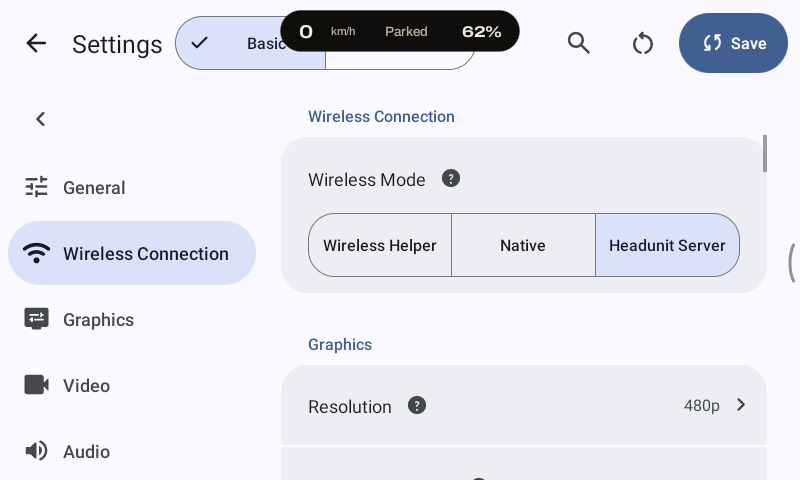 Settings
Basic
0 km/h Parked 62%
Save
General
Wireless Connection
Graphics
Video
Audio
Wireless Connection
Wireless Mode ?
Wireless Helper
Native
Headunit Server
Graphics
Resolution ?
480p